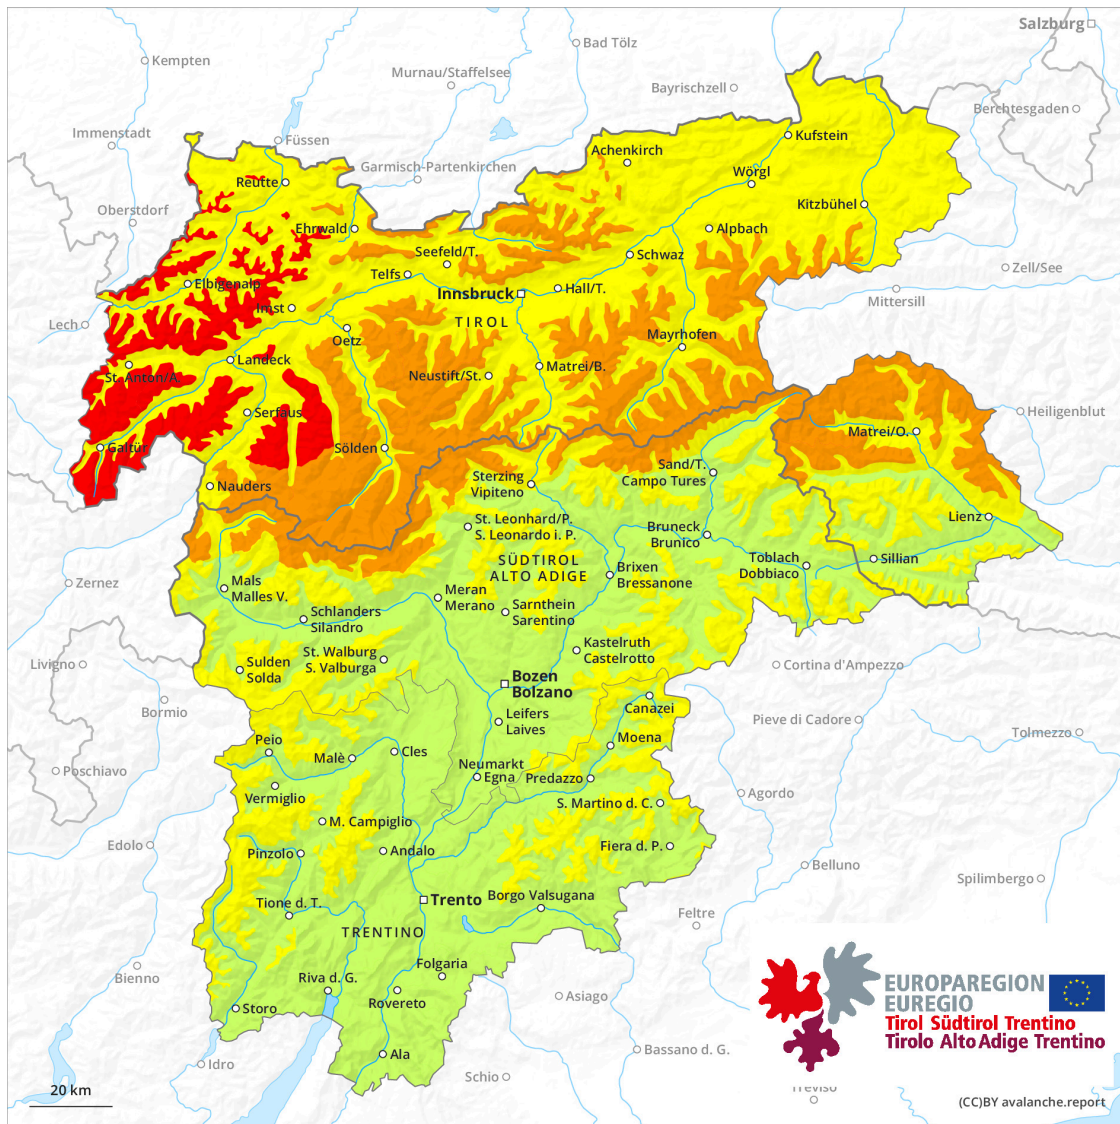 Salzburg
Bad Tölz
Kempten
Murnau/Staffelsee
Bayrischzell
Berchtesgaden
Immenstadt
Füssen
Kufstein
Achenkirch
Garmisch-Partenkirchen
Wörgl
Reutte
Oberstdorf
Kitzbühel
Ehrwald
Alpbach
Seefeld/T.
Schwaz
Zell/See
Telfs
Elbigenalp
Hall/T.
Innsbruck
Mittersill
Imst
TIROL
Lech
Mayrhofen
Oetz
Landeck
Matrei/B.
St. Anton/A.
Neustift/St.
Serfaus
Heiligenblut
Matrei/O.
Galtür
Sölden
Sand/T.
Campo Tures
Sterzing
Vipiteno
Nauders
Lienz
St. Leonhard/P.
S. Leonardo i. P.
Bruneck
Brunico
SÜDTIROL
ALTO ADIGE
Toblach
Dobbiaco
Sillian
Brixen
Bressanone
Zernez
Mals
Malles V.
Meran
Merano
Sarnthein
Sarentino
Schlanders
Silandro
Kastelruth
Castelrotto
St. Walburg
S. Valburga
Livigno
Sulden
Solda
Cortina d'Ampezzo
Bozen
Bolzano
Bormio
Canazei
Leifers
Laives
Pieve di Cadore
Tolmezzo
Moena
Peio
Cles
Malè
Poschiavo
Neumarkt
Egna
Predazzo
Vermiglio
Agordo
S. Martino d. C.
M. Campiglio
Edolo
Pinzolo
Andalo
Fiera d. P.
Belluno
Spilimbergo
Borgo Valsugana
Trento
Tione d. T.
Feltre
TRENTINO
Folgaria
Bienno
Riva d. G.
Rovereto
Asiago
Storo
EUROPAREGION
EUREGIO
Tirol Südtirol Trentino
Tirolo Alto Adige Trentino
Bassano d. G.
Ala
Idro
Schio
Treviso
20 km
(CC)BY avalanche.report